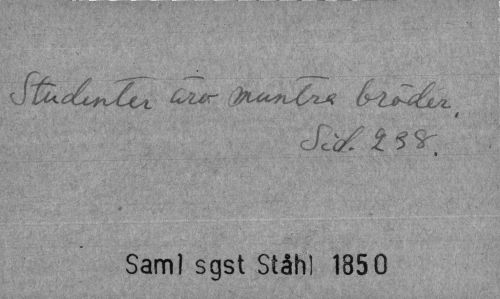 Studenter äro muntra bröder.
Sid. 238.
Saml sgst Ståhl 1850